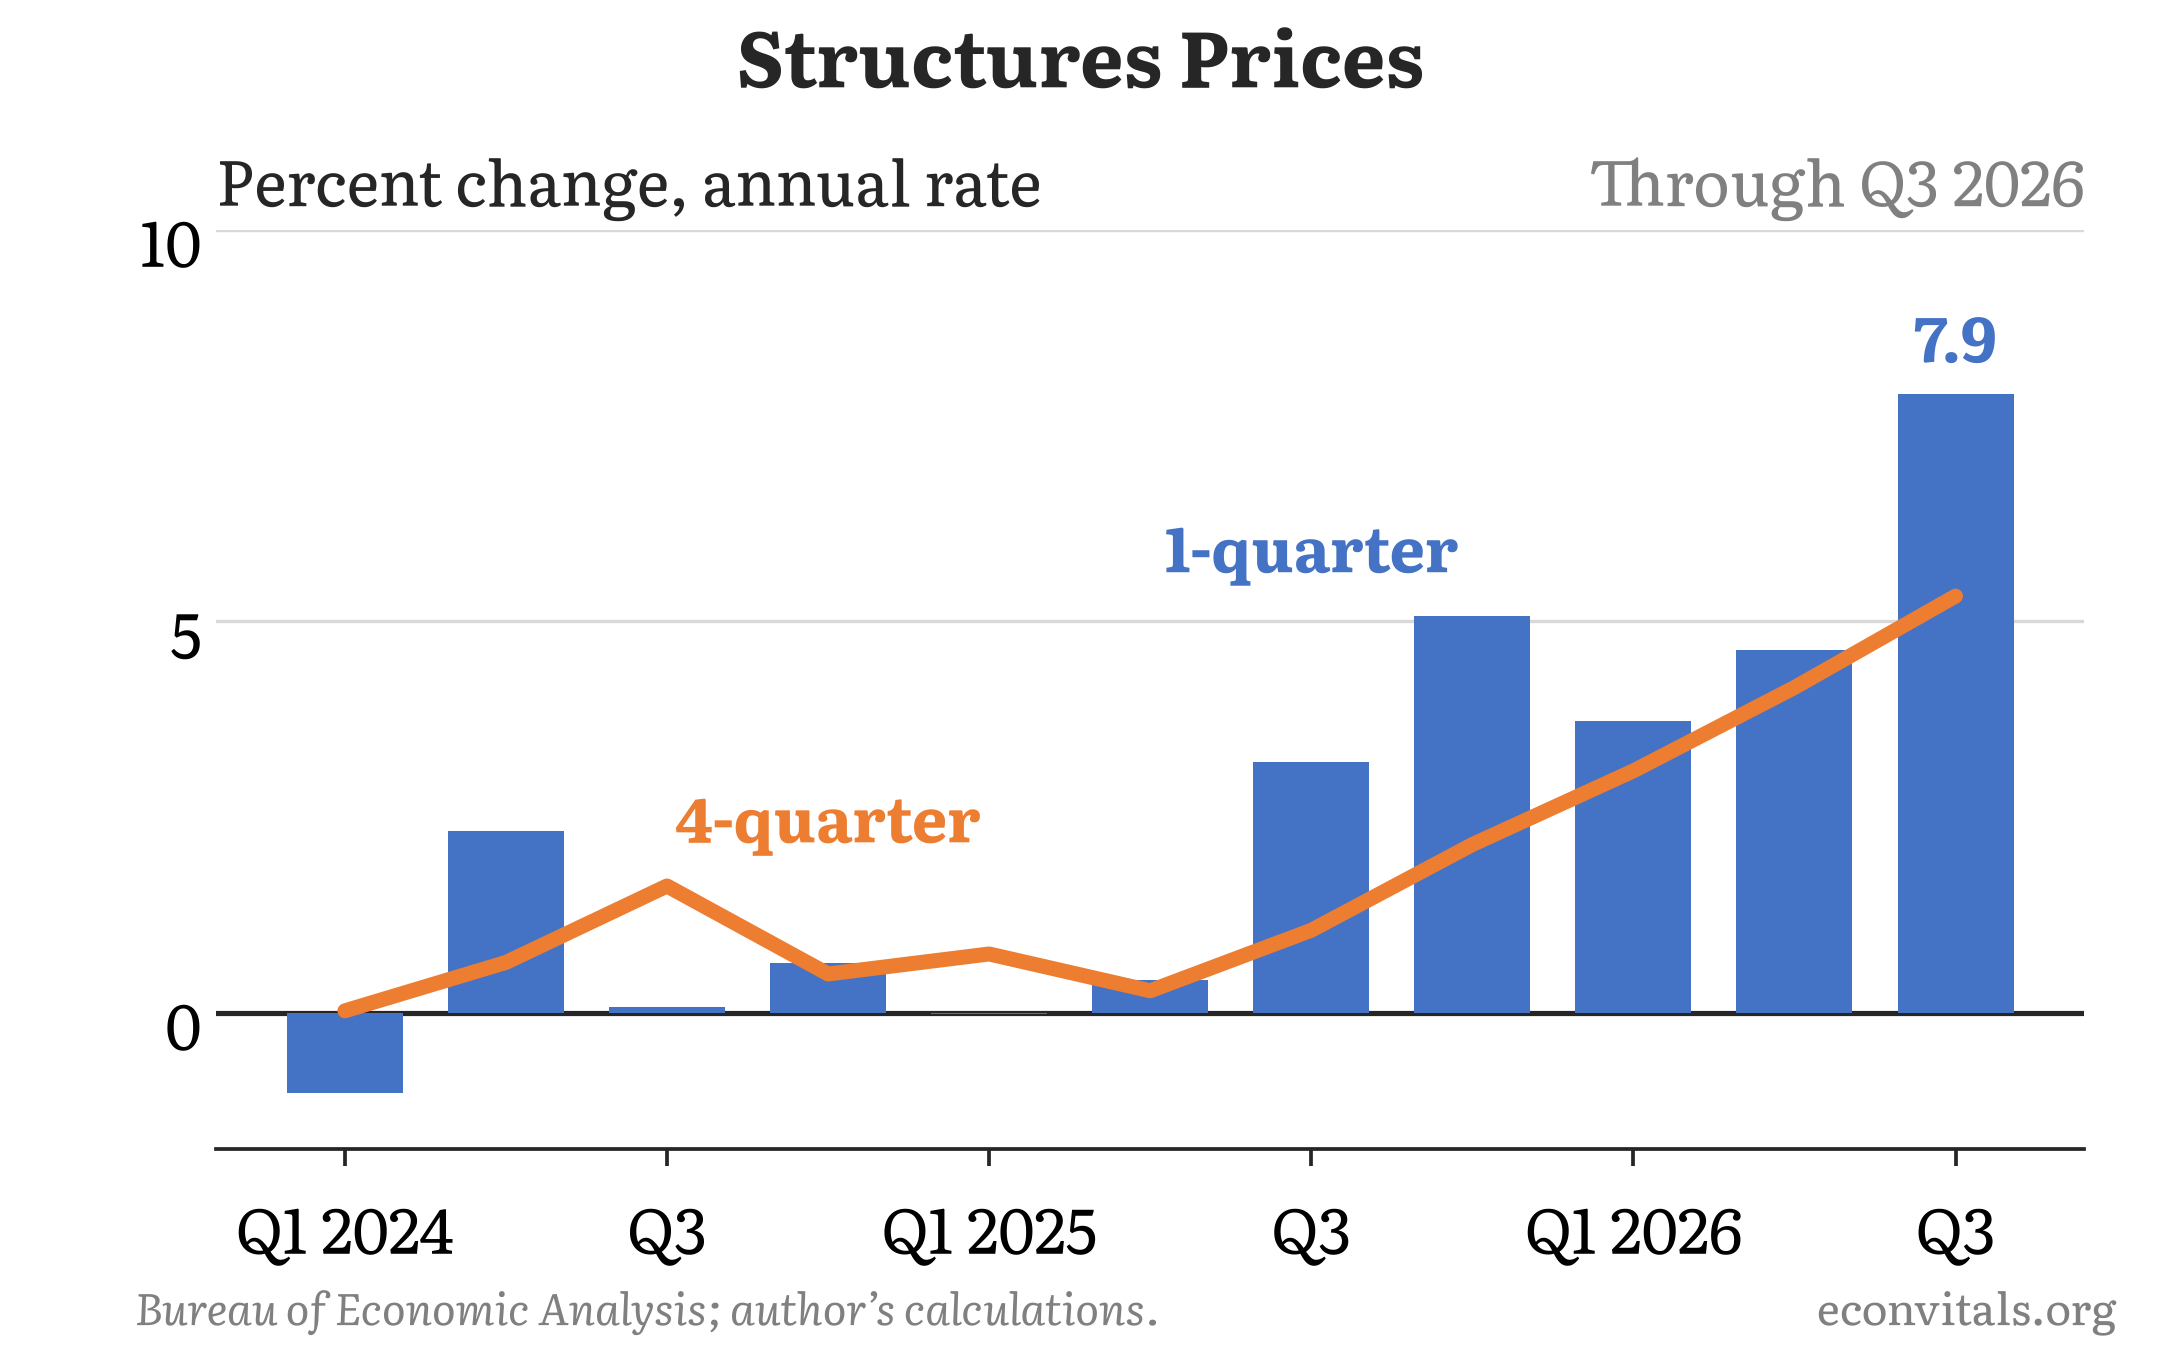 Structures Prices
Percent change, annual rate
Through Q3 2026
10
7.9
1-quarter
5
4-quarter
0
Q1 2024 Q3 Q1 2025 Q3 Q1 2026 Q3
Bureau of Economic Analysis; author’s calculations.
econvitals.org